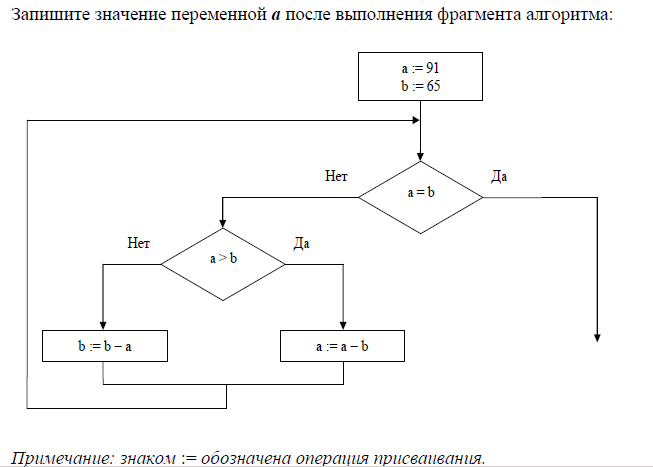 Запишите значение переменной a после выполнения фрагмента алгоритма:
a := 91
b := 65
Нет
Да
a = b
Нет
Да
a > b
b := b – a
a := a – b
Примечание: знаком := обозначена операция присваивания.